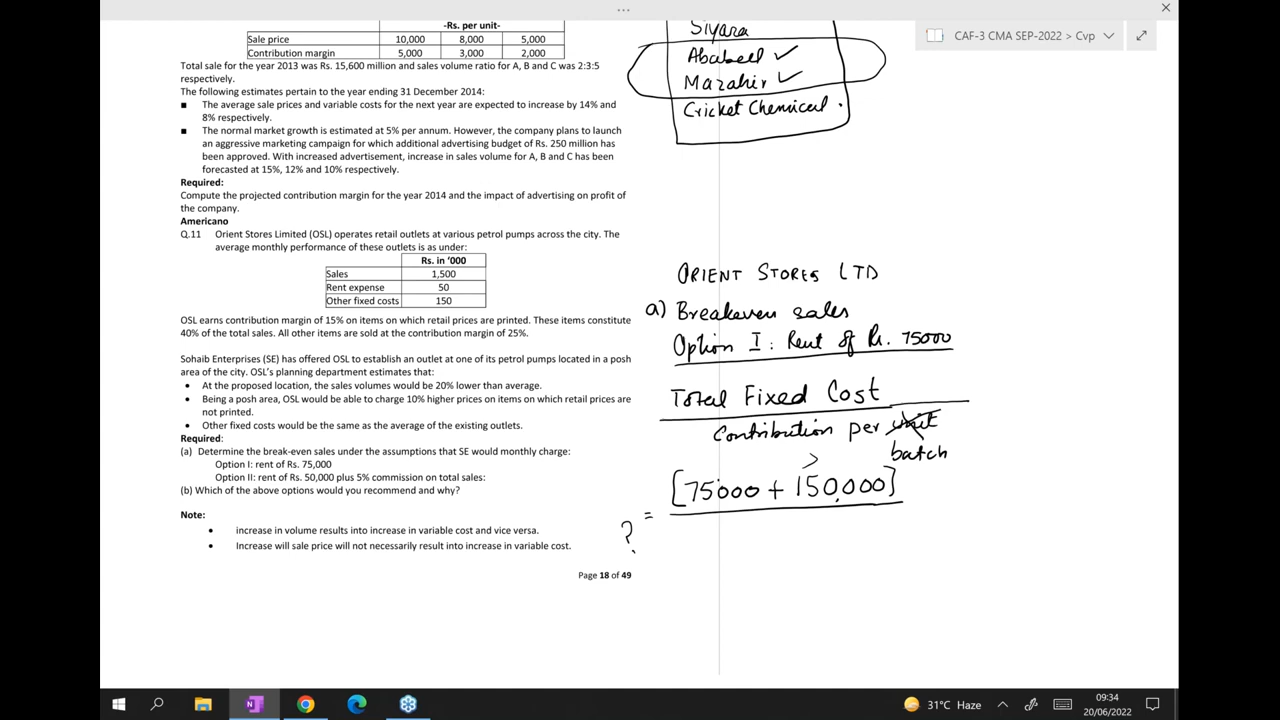 -Rs. per unit-
Sale price 10,000 8,000 5,000
Contribution margin 5,000 3,000 2,000
Total sale for the year 2013 was Rs. 15,600 million and sales volume ratio for A, B and C was 2:3:5
respectively.
The following estimates pertain to the year ending 31 December 2014:
■ The average sale prices and variable costs for the next year are expected to increase by 14% and
8% respectively.
■ The normal market growth is estimated at 5% per annum. However, the company plans to launch
an aggressive marketing campaign for which additional advertising budget of Rs. 250 million has
been approved. With increased advertisement, increase in sales volume for A, B and C has been
forecasted at 15%, 12% and 10% respectively.
Required:
Compute the projected contribution margin for the year 2014 and the impact of advertising on profit of
the company.
Americano
Q.11 Orient Stores Limited (OSL) operates retail outlets at various petrol pumps across the city. The
average monthly performance of these outlets is as under:
Rs. in ‘000
Sales 1,500
Rent expense 50
Other fixed costs 150
OSL earns contribution margin of 15% on items on which retail prices are printed. These items constitute
40% of the total sales. All other items are sold at the contribution margin of 25%.
Sohaib Enterprises (SE) has offered OSL to establish an outlet at one of its petrol pumps located in a posh
area of the city. OSL’s planning department estimates that:
• At the proposed location, the sales volumes would be 20% lower than average.
• Being a posh area, OSL would be able to charge 10% higher prices on items on which retail prices are
not printed.
• Other fixed costs would be the same as the average of the existing outlets.
Required:
(a) Determine the break-even sales under the assumptions that SE would monthly charge:
Option I: rent of Rs. 75,000
Option II: rent of Rs. 50,000 plus 5% commission on total sales:
(b) Which of the above options would you recommend and why?
Note:
• increase in volume results into increase in variable cost and vice versa.
• Increase will sale price will not necessarily result into increase in variable cost.
Page 18 of 49
Siyara
Ababeel ✓
Mazahir ✓
Cricket Chemical .
ORIENT STORES LTD
a) Breakeven sales
Option I : Rent of Rs. 75000
Total Fixed Cost
Contribution per unit
batch
[75000 + 150,000]
=
?
CAF-3 CMA SEP-2022 > Cvp
31°C Haze
09:34
20/06/2022